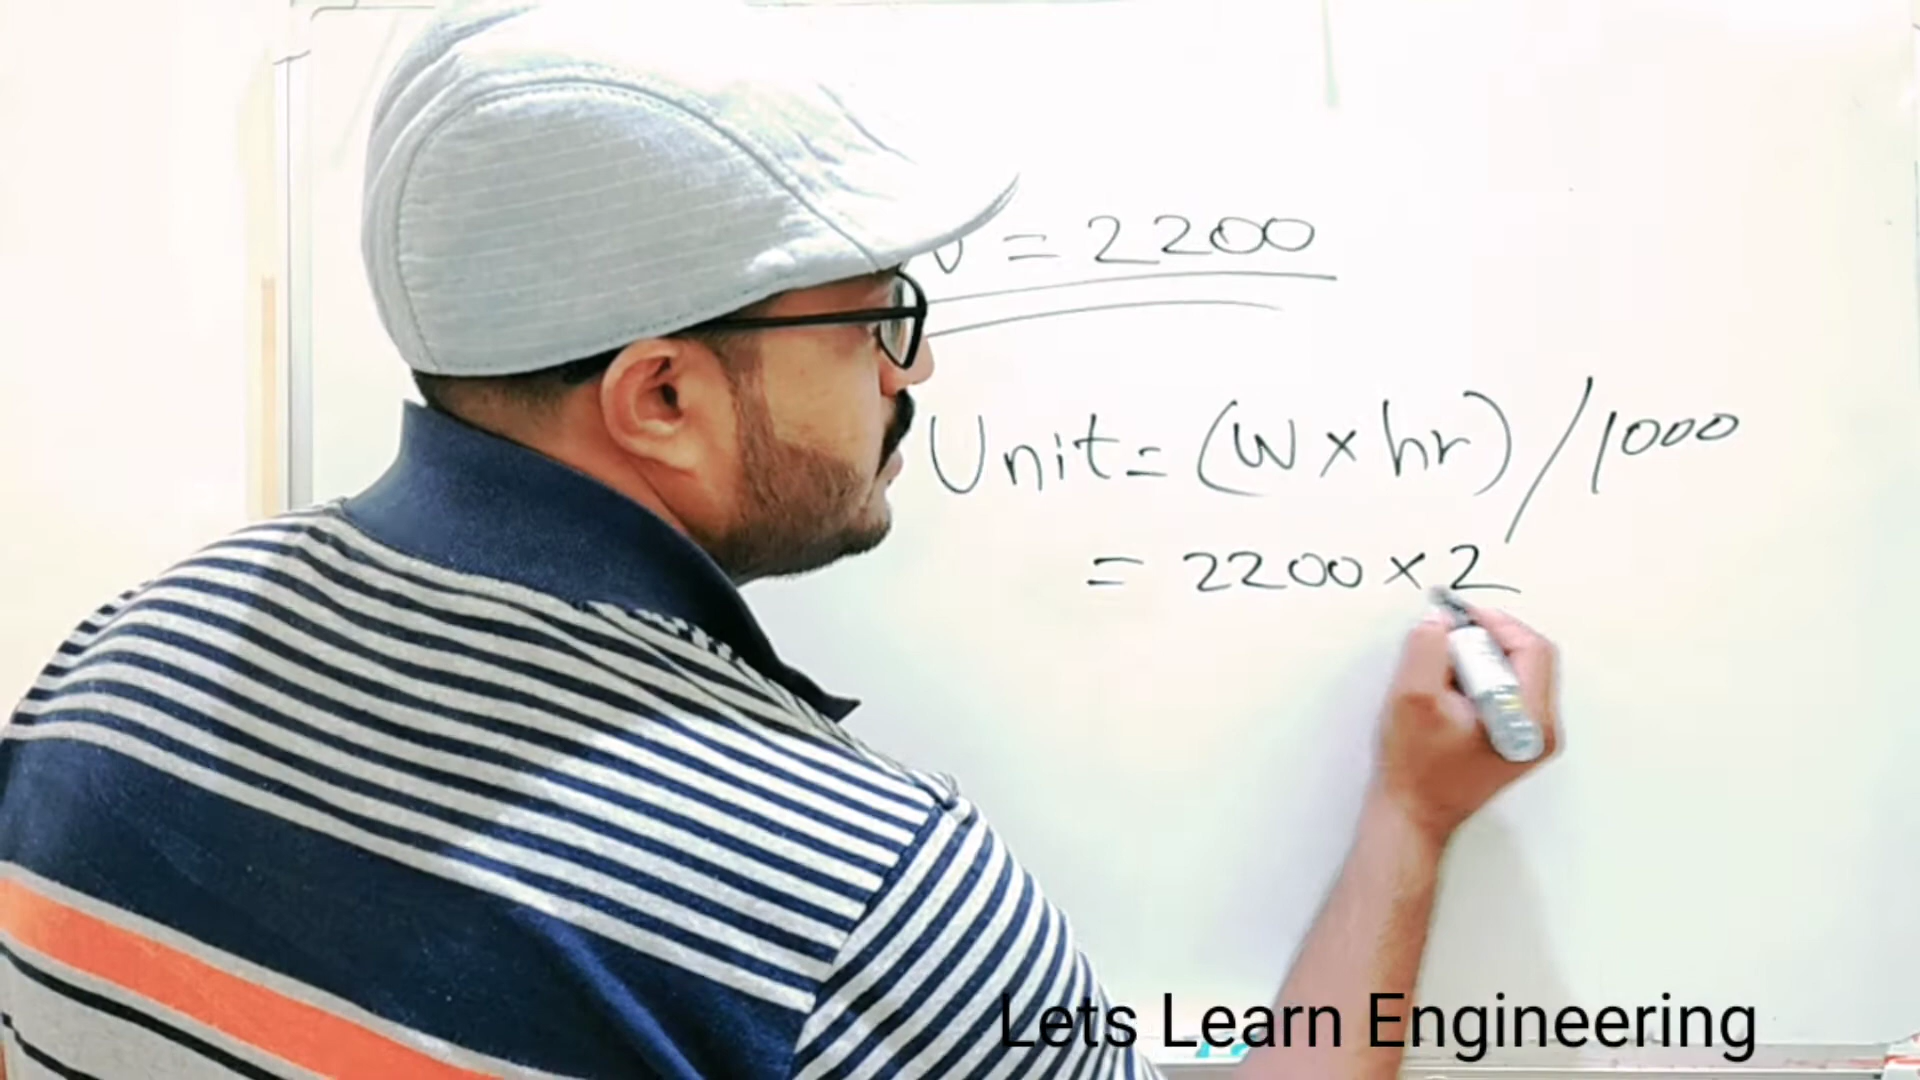 = 2200
Unit = (W × hr) / 1000
= 2200 × 2
Lets Learn Engineering